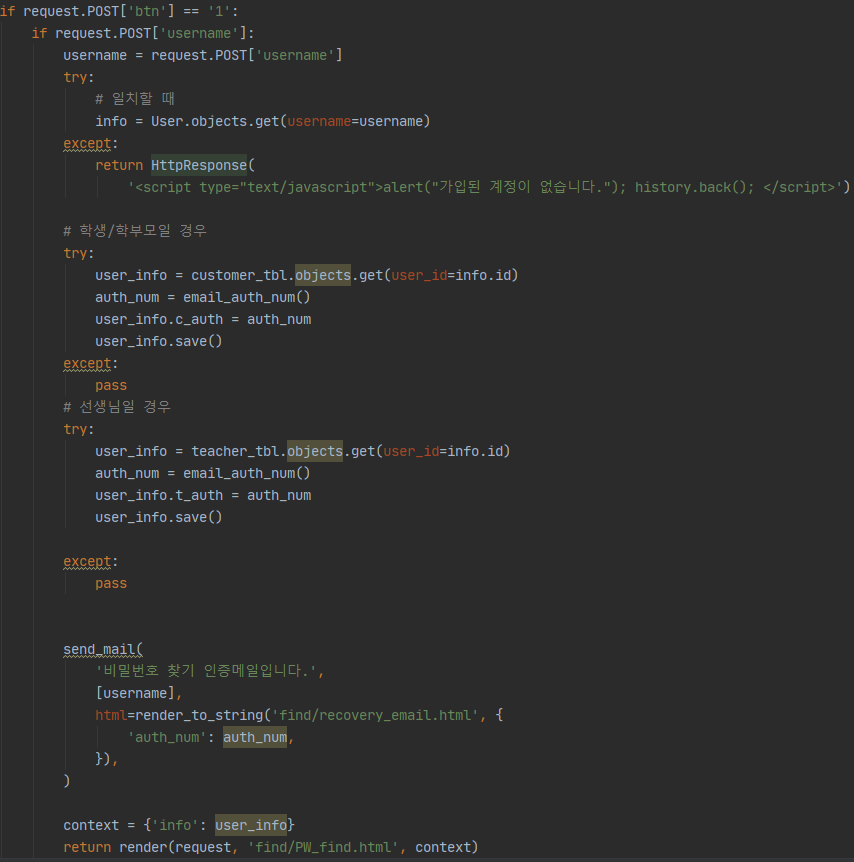 if request.POST['btn'] == '1':
if request.POST['username']:
username = request.POST['username']
try:
# 일치할 때
info = User.objects.get(username=username)
except:
return HttpResponse(
'<script type="text/javascript">alert("가입된 계정이 없습니다."); history.back(); </script>')
# 학생/학부모일 경우
try:
user_info = customer_tbl.objects.get(user_id=info.id)
auth_num = email_auth_num()
user_info.c_auth = auth_num
user_info.save()
except:
pass
# 선생님일 경우
try:
user_info = teacher_tbl.objects.get(user_id=info.id)
auth_num = email_auth_num()
user_info.t_auth = auth_num
user_info.save()
except:
pass
send_mail(
'비밀번호 찾기 인증메일입니다.',
[username],
html=render_to_string('find/recovery_email.html', {
'auth_num': auth_num,
}),
)
context = {'info': user_info}
return render(request, 'find/PW_find.html', context)